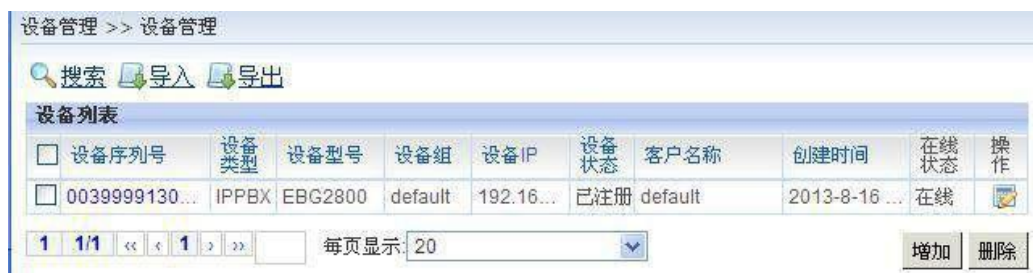 设备管理 >> 设备管理
搜索 导入 导出
设备列表
设备序列号 设备类型 设备型号 设备组 设备IP 设备状态 客户名称 创建时间 在线状态 操作
0039999130... IPPBX EBG2800 default 192.16... 已注册 default 2013-8-16 ... 在线
1 1/1 « ‹ 1 › » 每页显示: 20 增加 删除